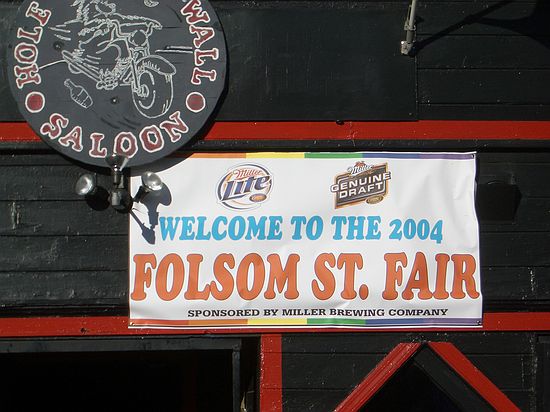 HOLE WALL
SALOON
Miller Lite
Miller
GENUINE
DRAFT
WELCOME TO THE 2004
FOLSOM ST. FAIR
SPONSORED BY MILLER BREWING COMPANY